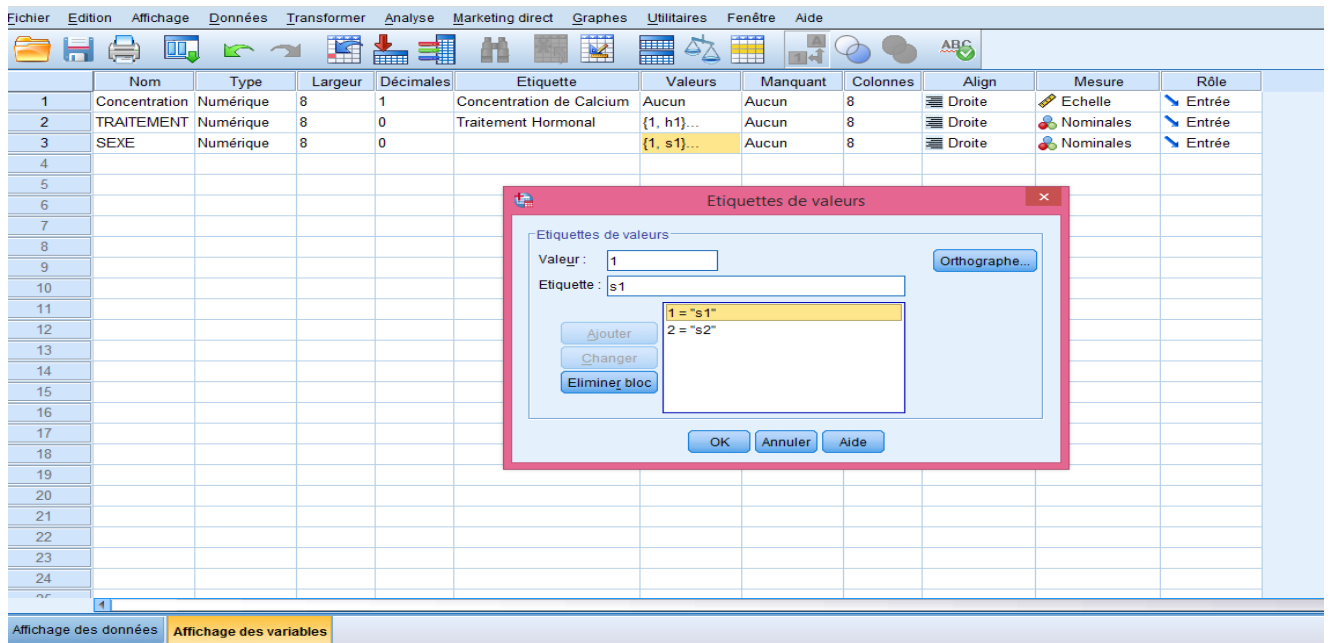 Fichier Edition Affichage Données Transformer Analyse Marketing direct Graphes Utilitaires Fenêtre Aide
A 1 4 ABC
Nom Type Largeur Décimales Etiquette Valeurs Manquant Colonnes Align Mesure Rôle
1 Concentration Numérique 8 1 Concentration de Calcium Aucun Aucun 8 Droite Echelle Entrée
2 TRAITEMENT Numérique 8 0 Traitement Hormonal {1, h1}... Aucun 8 Droite Nominales Entrée
3 SEXE Numérique 8 0 {1, s1}... Aucun 8 Droite Nominales Entrée
4
5
6
7
8
9
10
11
12
13
14
15
16
17
18
19
20
21
22
23
24
Etiquettes de valeurs
Etiquettes de valeurs
Valeur : 1
Orthographe...
Etiquette : s1
1 = "s1"
2 = "s2"
Ajouter
Changer
Eliminer bloc
OK Annuler Aide
Affichage des données Affichage des variables